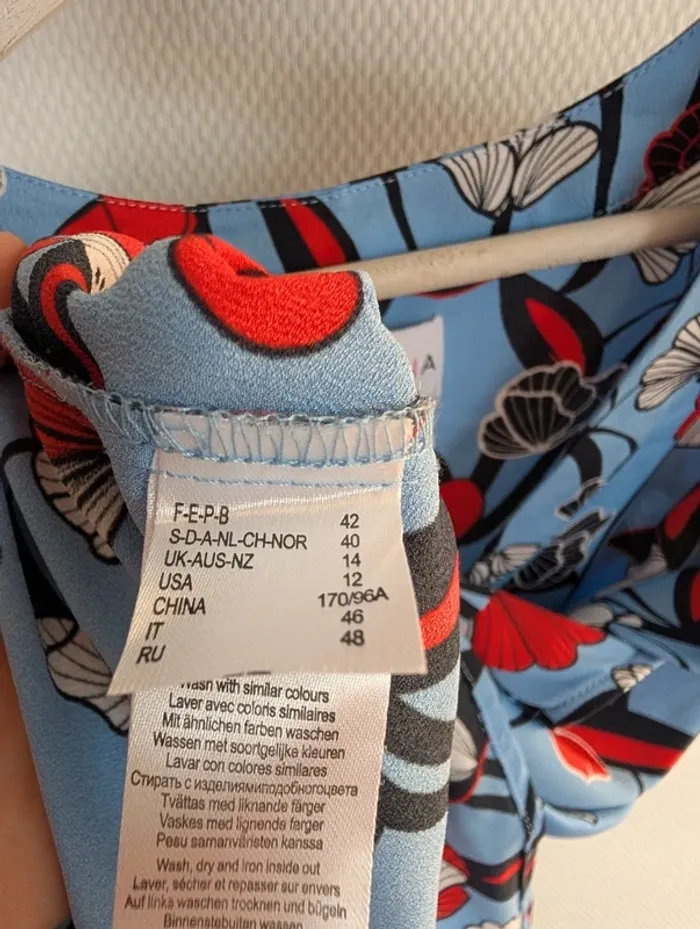 A
F-E-P-B 42
S-D-A-NL-CH-NOR 40
UK-AUS-NZ 14
USA 12
CHINA 170/96A
IT 46
RU 48
Wash with similar colours
Laver avec coloris similaires
Mit ähnlichen farben waschen
Wassen met soortgelijke kleuren
Lavar con colores similares
Стирать с изделиямиподобногоцвета
Tvättas med liknande färger
Vaskes med lignende farger
Pesu samanväristen kanssa
Wash, dry and iron inside out
Laver, sécher et repasser sur envers
Auf links waschen trocknen und bügeln
Binnenstebuiten wassen